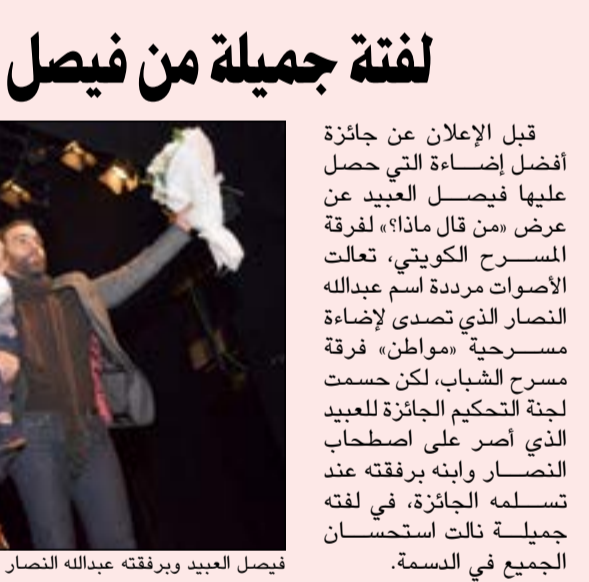 لفتة جميلة من فيصل
قبل الإعلان عن جائزة
أفضل إضاءة التي حصل
عليها فيصل العبيد عن
عرض «من قال ماذا؟» لفرقة
المسرح الكويتي، تعالت
الأصوات مرددة اسم عبدالله
النصار الذي تصدى لإضاءة
مسرحية «مواطن» فرقة
مسرح الشباب، لكن حسمت
لجنة التحكيم الجائزة للعبيد
الذي أصر على اصطحاب
النصار وابنه برفقته عند
تسلمه الجائزة، في لفته
جميلة نالت استحسان
الجميع في الدسمة.
فيصل العبيد وبرفقته عبدالله النصار